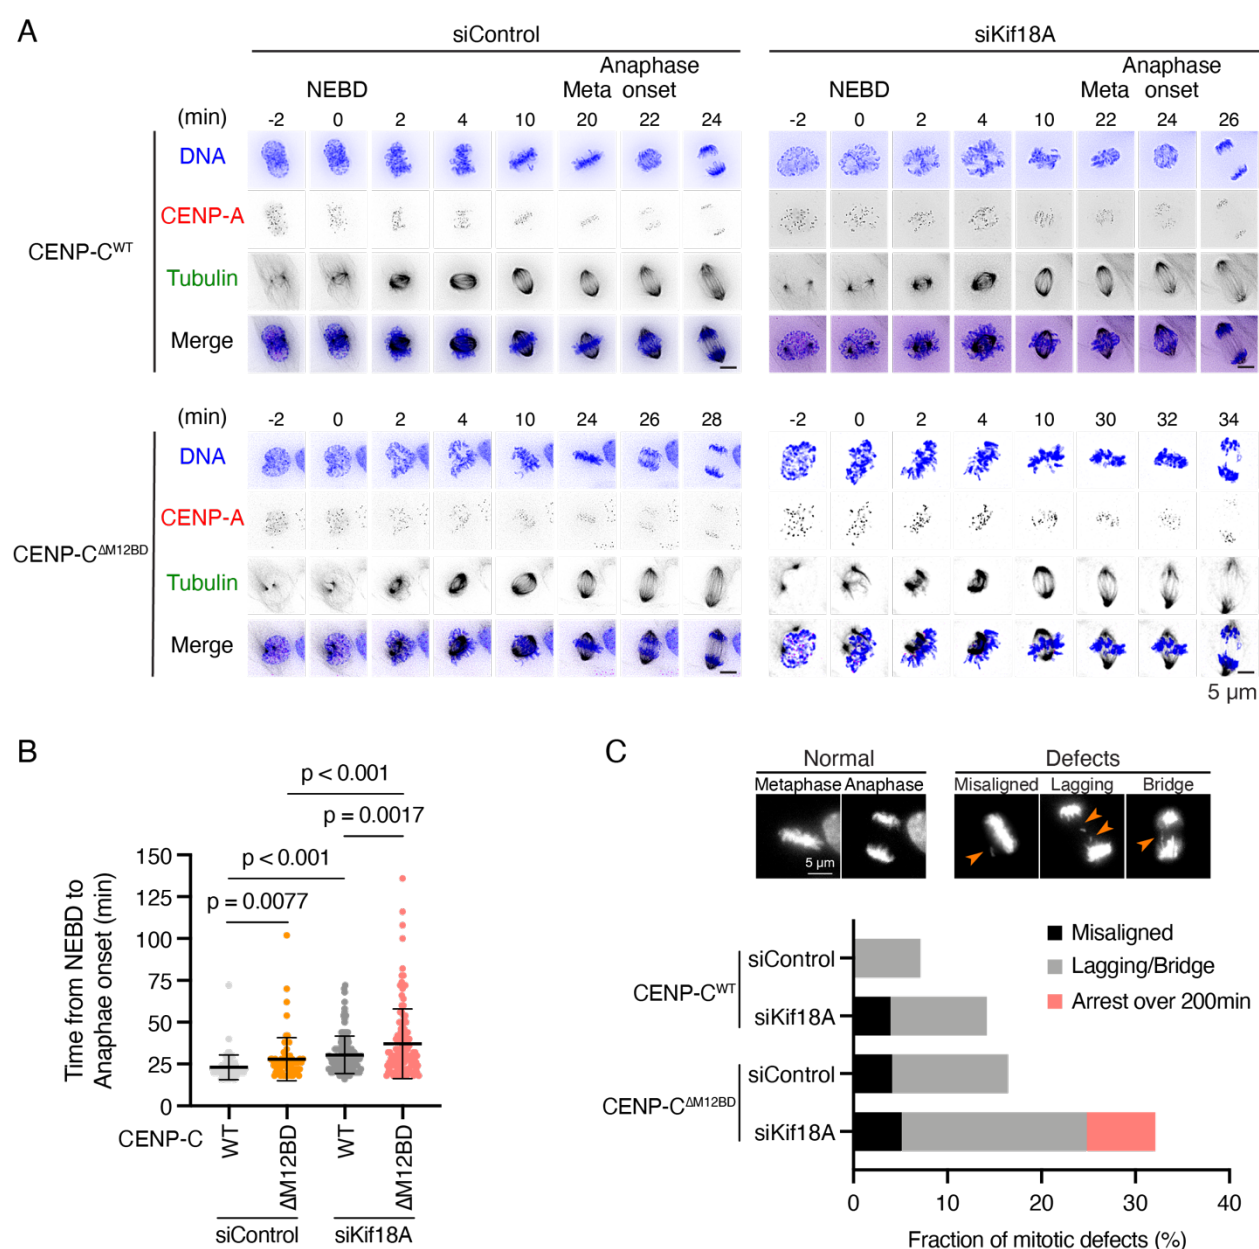 A
siControl
siKif18A
NEBD
Meta
Anaphase
onset
NEBD
Meta
Anaphase
onset
(min) -2 0 2 4 10 20 22 24
-2 0 2 4 10 22 24 26
DNA
CENP-A
CENP-C^WT
Tubulin
Merge
(min) -2 0 2 4 10 24 26 28
-2 0 2 4 10 30 32 34
DNA
CENP-A
CENP-C^ΔM12BD
Tubulin
Merge
5 µm
B
p < 0.001
p = 0.0017
p < 0.001
p = 0.0077
150
125
100
75
50
25
0
Time from NEBD to
Anaphae onset (min)
CENP-C
WT
ΔM12BD
WT
ΔM12BD
siControl
siKif18A
C
Normal
Defects
Metaphase Anaphase
Misaligned Lagging Bridge
5 µm
Misaligned
Lagging/Bridge
Arrest over 200min
CENP-C^WT
siControl
siKif18A
CENP-C^ΔM12BD
siControl
siKif18A
0 10 20 30 40
Fraction of mitotic defects (%)